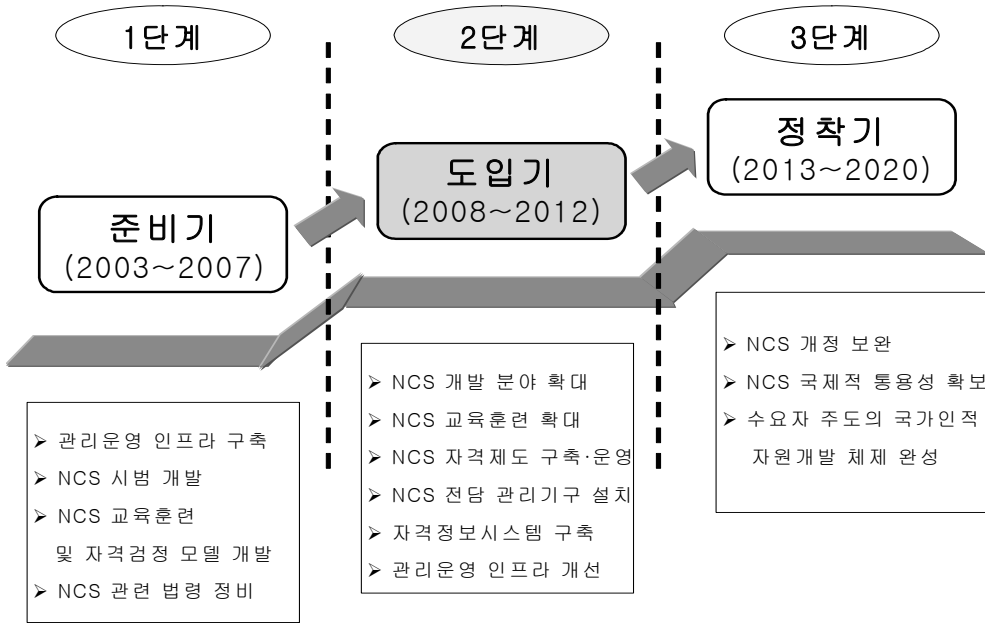 1단계
2단계
3단계
준비기
(2003~2007)
도입기
(2008~2012)
정착기
(2013~2020)
➢ 관리운영 인프라 구축
➢ NCS 시범 개발
➢ NCS 교육훈련
및 자격검정 모델 개발
➢ NCS 관련 법령 정비
➢ NCS 개발 분야 확대
➢ NCS 교육훈련 확대
➢ NCS 자격제도 구축·운영
➢ NCS 전담 관리기구 설치
➢ 자격정보시스템 구축
➢ 관리운영 인프라 개선
➢ NCS 개정 보완
➢ NCS 국제적 통용성 확보
➢ 수요자 주도의 국가인적
자원개발 체제 완성